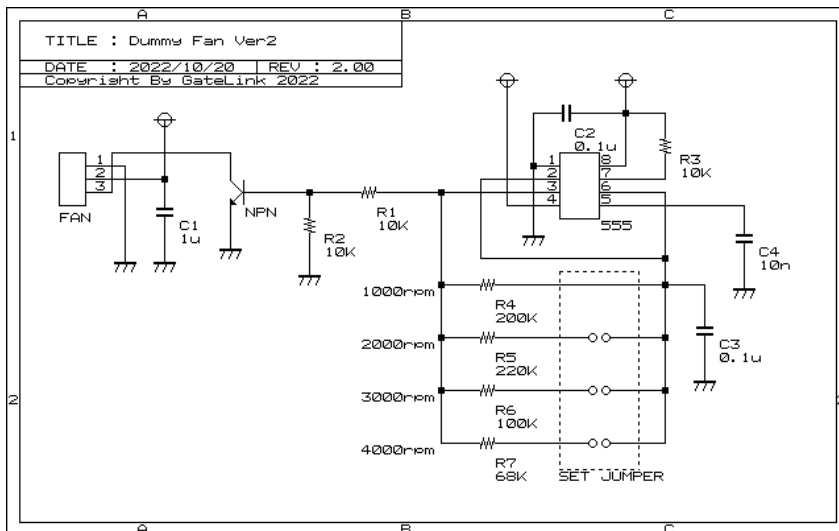 A B C
TITLE : Dummy Fan Ver2
DATE : 2022/10/20 REV : 2.00
Copyright By GateLink 2022
1
C2
0.1u
1 8
2 7
3 6
4 5
555
R3
10K
1
2
3
FAN
C1
1u
NPN
R1
10K
R2
10K
C4
10n
1000rpm
R4
200K
2000rpm
R5
220K
C3
0.1u
3000rpm
R6
100K
2 2
4000rpm
R7
68K
SET JUMPER
A B C